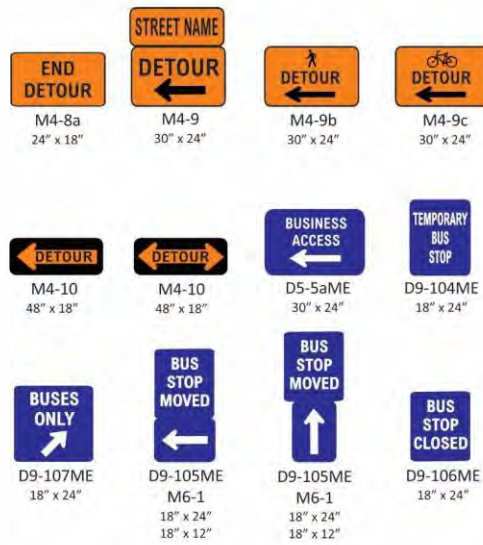 END
DETOUR
M4-8a
24" x 18"
STREET NAME
DETOUR
M4-9
30" x 24"
DETOUR
M4-9b
30" x 24"
DETOUR
M4-9c
30" x 24"
DETOUR
M4-10
48" x 18"
DETOUR
M4-10
48" x 18"
BUSINESS
ACCESS
D5-5aME
30" x 24"
TEMPORARY
BUS
STOP
D9-104ME
18" x 24"
BUSES
ONLY
D9-107ME
18" x 24"
BUS
STOP
MOVED
D9-105ME
M6-1
18" x 24"
18" x 12"
BUS
STOP
MOVED
D9-105ME
M6-1
18" x 24"
18" x 12"
BUS
STOP
CLOSED
D9-106ME
18" x 24"